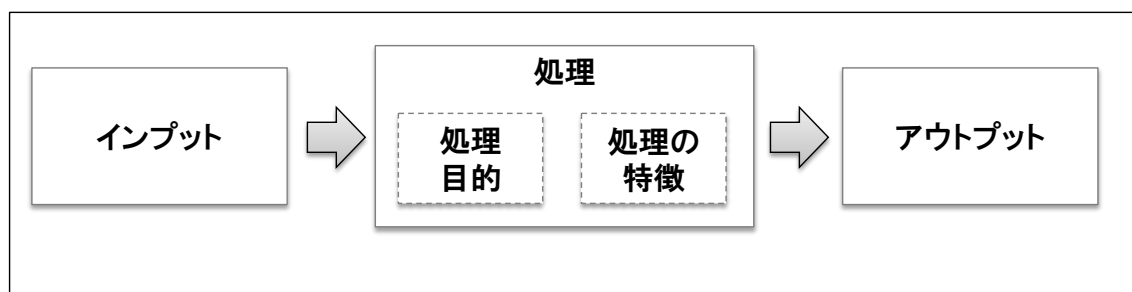 インプット
処理
処理
目的
処理の
特徴
アウトプット